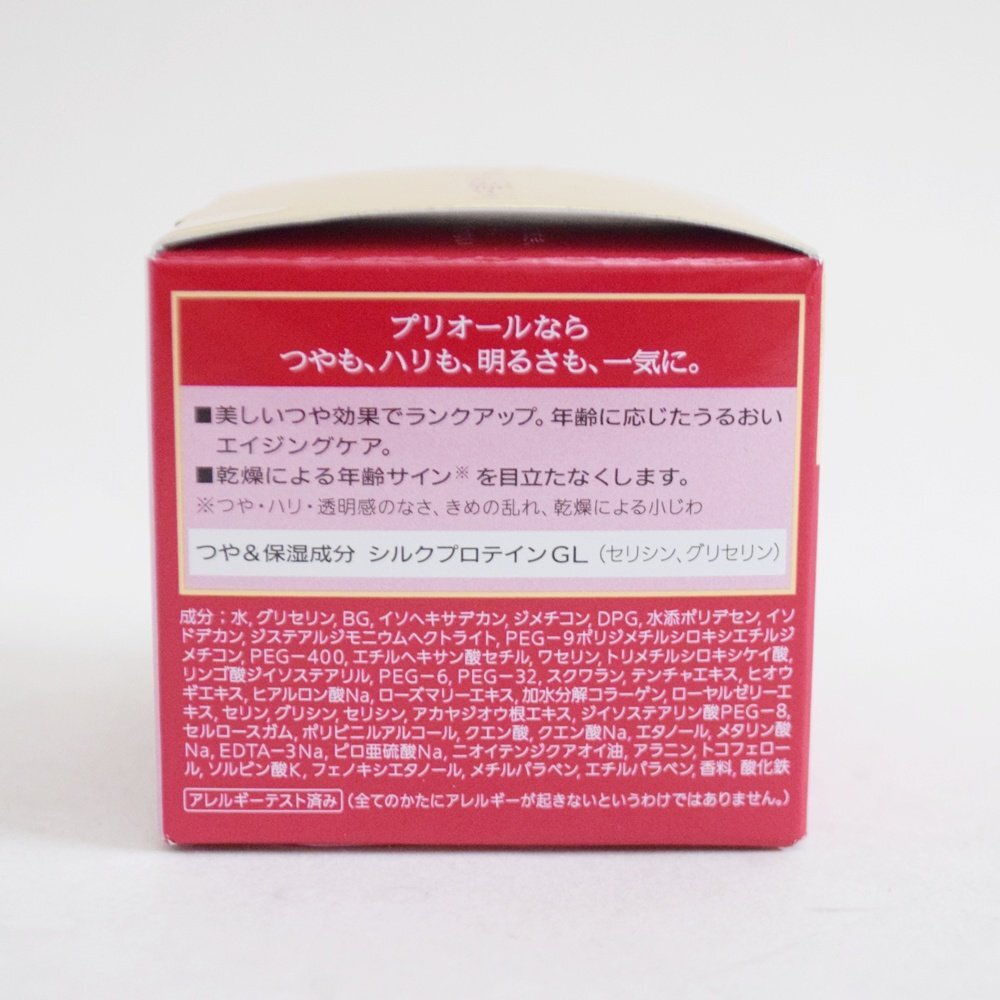 プリオールなら
つやも、ハリも、明るさも、一気に。
■美しいつや効果でランクアップ。年齢に応じたうるおい
エイジングケア。
■乾燥による年齢サイン※を目立たなくします。
※つや・ハリ・透明感のなさ、きめの乱れ、乾燥による小じわ
つや＆保湿成分 シルクプロテインGL（セリシン、グリセリン）
成分：水, グリセリン, BG, イソヘキサデカン, ジメチコン, DPG, 水添ポリデセン, イソ
ドデカン, ジステアルジモニウムヘクトライト, PEG－9ポリジメチルシロキシエチルジ
メチコン, PEG－400, エチルヘキサン酸セチル, ワセリン, トリメチルシロキシケイ酸,
リンゴ酸ジイソステアリル, PEG－6, PEG－32, スクワラン, テンチャエキス, ヒオウ
ギエキス, ヒアルロン酸Na, ローズマリーエキス, 加水分解コラーゲン, ローヤルゼリーエ
キス, セリン, グリシン, セリシン, アカヤジオウ根エキス, ジイソステアリン酸PEG－8,
セルロースガム, ポリビニルアルコール, クエン酸, クエン酸Na, エタノール, メタリン酸
Na, EDTA－3Na, ピロ亜硫酸Na, ニオイテンジクアオイ油, アラニン, トコフェロー
ル, ソルビン酸K, フェノキシエタノール, メチルパラベン, エチルパラベン, 香料, 酸化鉄
アレルギーテスト済み（全てのかたにアレルギーが起きないというわけではありません。）